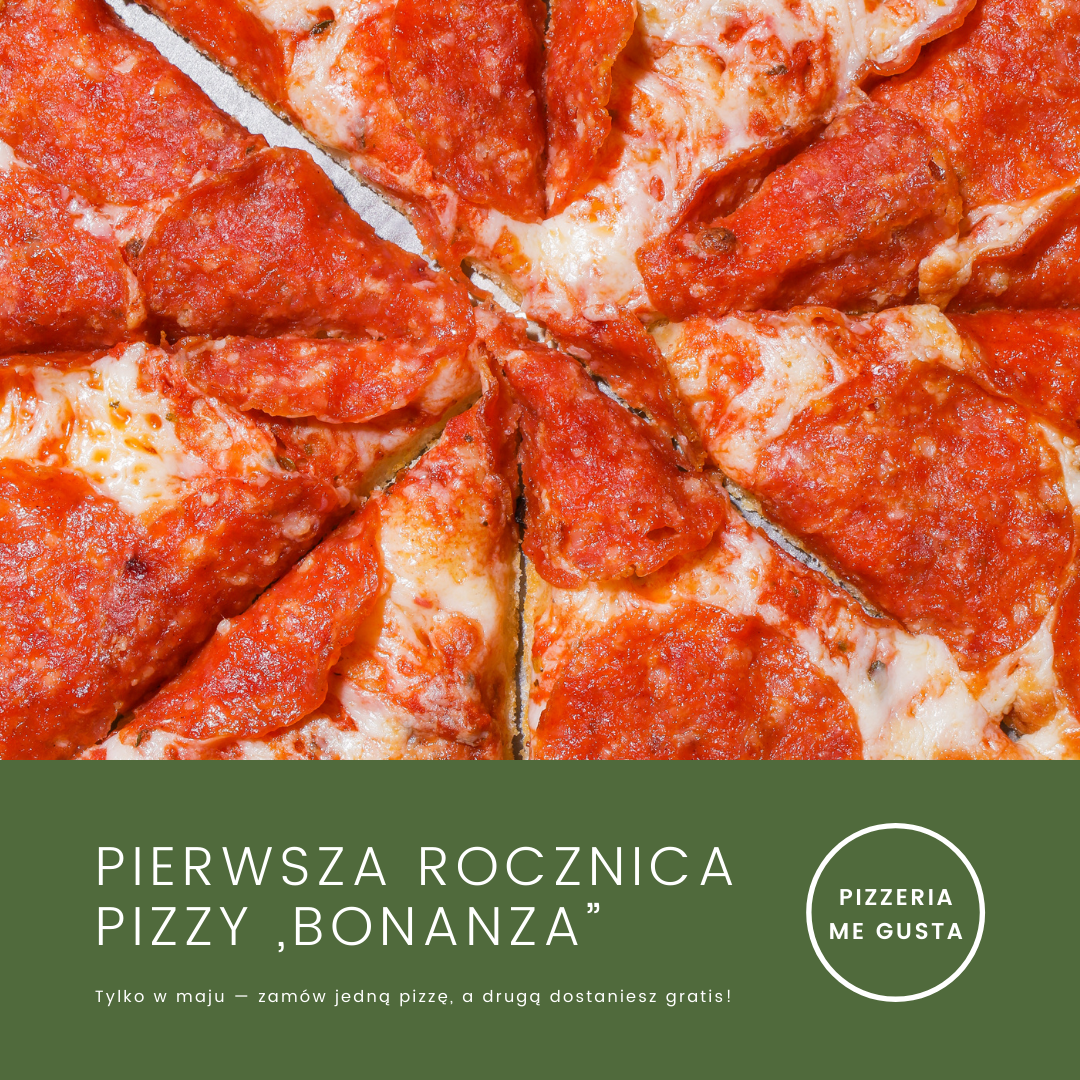 PIERWSZA ROCZNICA
PIZZY ‚BONANZA”
Tylko w maju — zamów jedną pizzę, a drugą dostaniesz gratis!
PIZZERIA
ME GUSTA